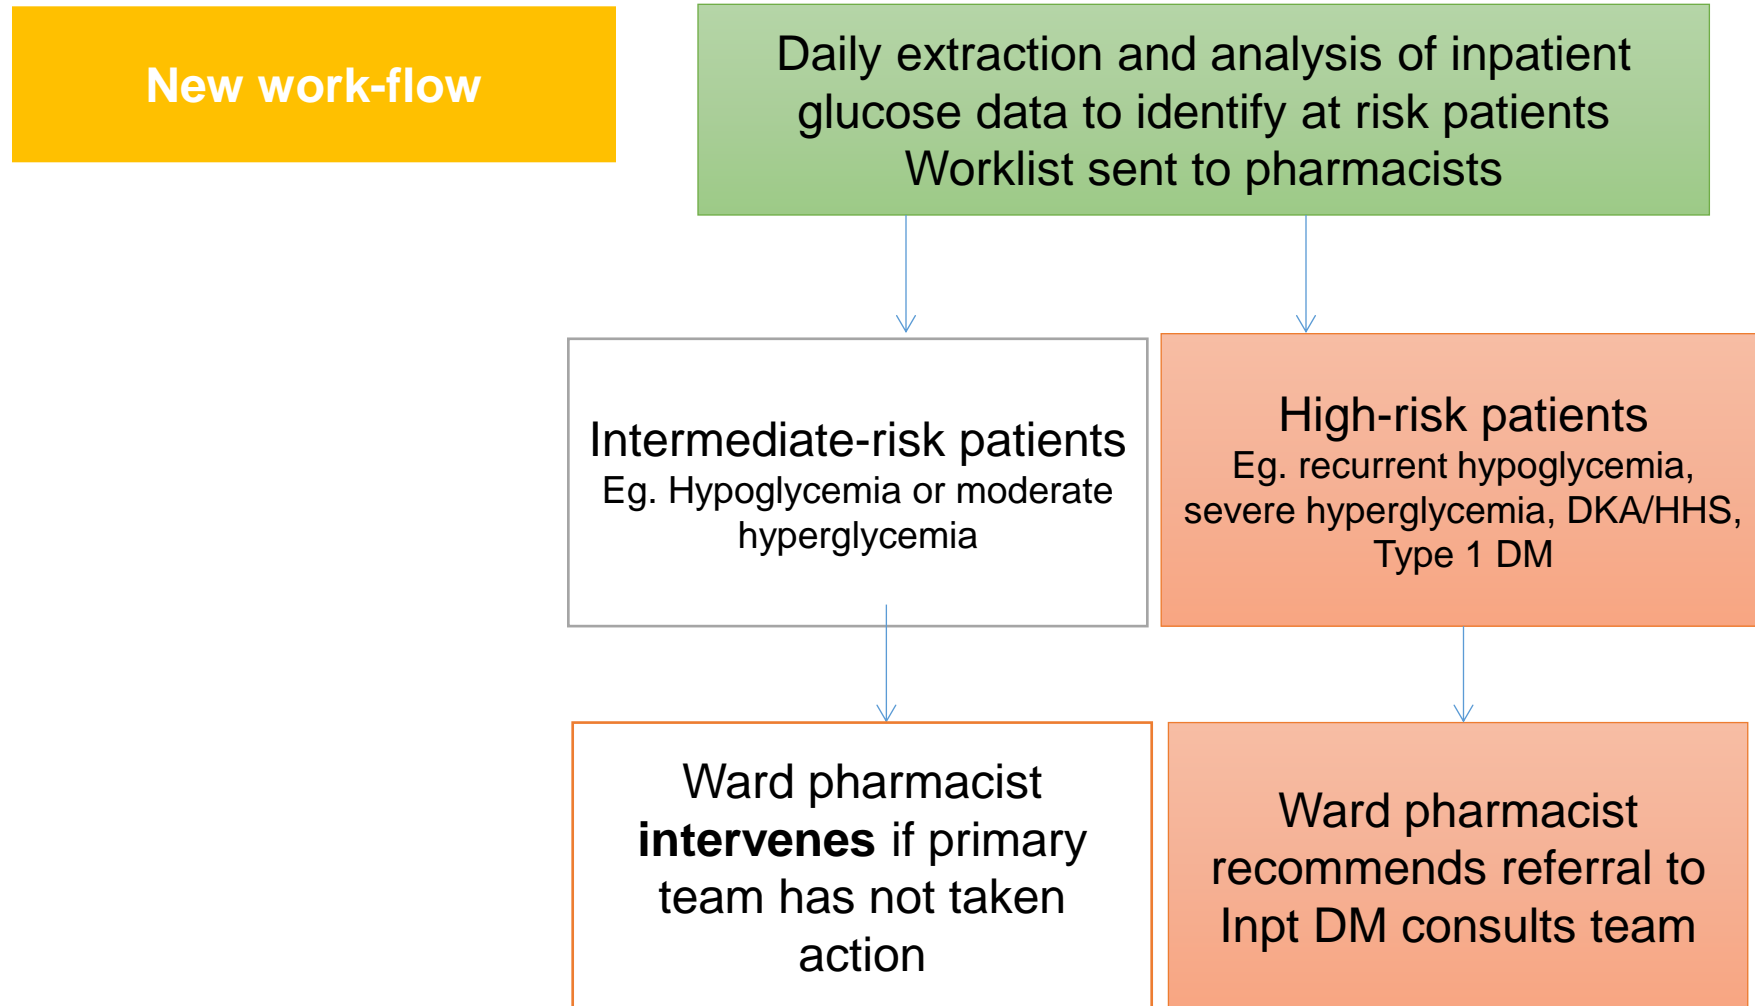 New work-flow
Daily extraction and analysis of inpatient
glucose data to identify at risk patients
Worklist sent to pharmacists
Intermediate-risk patients
Eg. Hypoglycemia or moderate
hyperglycemia
High-risk patients
Eg. recurrent hypoglycemia,
severe hyperglycemia, DKA/HHS,
Type 1 DM
Ward pharmacist
intervenes if primary
team has not taken
action
Ward pharmacist
recommends referral to
Inpt DM consults team